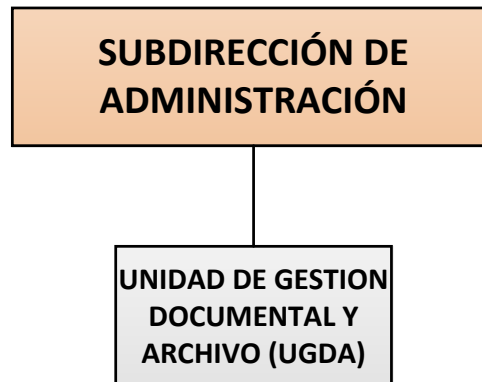 SUBDIRECCIÓN DE
ADMINISTRACIÓN
UNIDAD DE GESTION
DOCUMENTAL Y
ARCHIVO (UGDA)